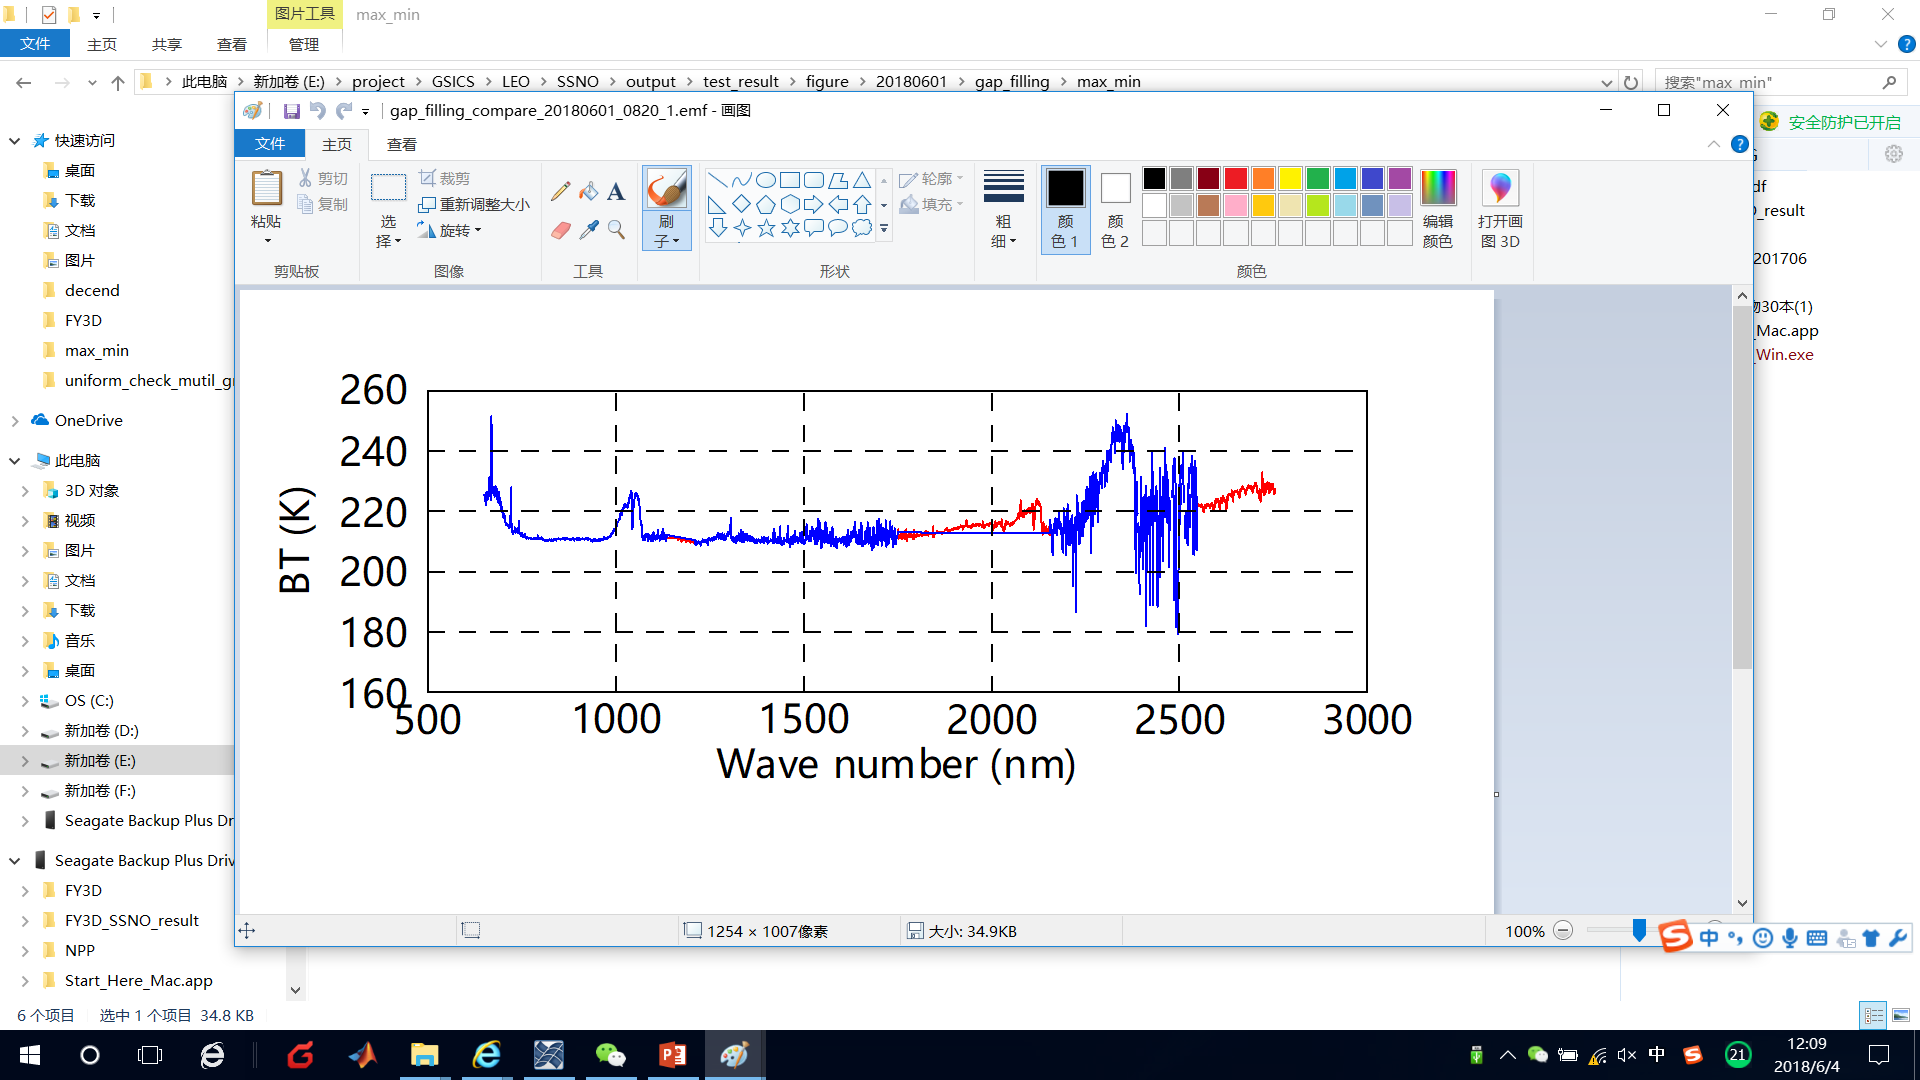 图片工具
max_min
文件
主页
共享
查看
管理
此电脑
新加卷 (E:)
project
GSICS
LEO
SSNO
output
test_result
figure
20180601
gap_filling
max_min
搜索"max_min"
快速访问
桌面
下载
文档
图片
decend
FY3D
max_min
uniform_check_mutil_gr
OneDrive
此电脑
3D 对象
视频
图片
文档
下载
音乐
桌面
OS (C:)
新加卷 (D:)
新加卷 (E:)
新加卷 (F:)
Seagate Backup Plus Dr
Seagate Backup Plus Driv
FY3D
FY3D_SSNO_result
NPP
Start_Here_Mac.app
6 个项目
选中 1 个项目 34.8 KB
gap_filling_compare_20180601_0820_1.emf - 画图
文件
主页
查看
粘贴
剪切
复制
剪贴板
选择
裁剪
重新调整大小
旋转
图像
工具
刷子
轮廓
填充
形状
粗细
颜色 1
颜色 2
编辑颜色
颜色
打开画图 3D
260
240
220
200
180
160
BT (K)
500
1000
1500
2000
2500
3000
Wave number (nm)
1254 × 1007像素
大小: 34.9KB
100%
安全防护已开启
df
_result
201706
30本(1)
_Mac.app
_Win.exe
中
中
21
12:09
2018/6/4